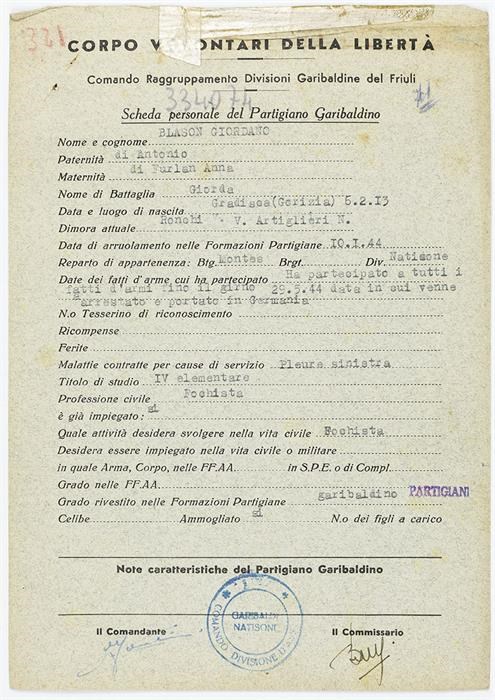 321
CORPO VOLONTARI DELLA LIBERTÀ
Comando Raggruppamento Divisioni Garibaldine del Friuli
334074
Scheda personale del Partigiano Garibaldino
Nome e cognome BLASON GIORDANO
Paternità di Antonio
Maternità di Furlan Anna
Nome di Battaglia Giorda
Data e luogo di nascita Gradisca(Gorizia) 5.2.I3
Dimora attuale Ronchi V. Artiglieri N.
Data di arruolamento nelle Formazioni Partigiane I0.I.44
Reparto di appartenenza: Btg. Montes Brgt. Div. Natisone
Date dei fatti d'arme cui ha partecipato Ha partecipato a tutti i
fatti d'armi fino il girno 29.5.44 data in cui venne
arrestato e portato in Germania
N.o Tesserino di riconoscimento
Ricompense
Ferite
Malattie contratte per cause di servizio Pleure sinistra
Titolo di studio IV elementare
Professione civile Fochista
è già impiegato: si
Quale attività desidera svolgere nella vita civile Fochista
Desidera essere impiegato nella vita civile o militare
in quale Arma, Corpo, nelle FF.AA. in S.P.E. o di Compl.
Grado nelle FF.AA.
Grado rivestito nelle Formazioni Partigiane garibaldino PARTIGIANI
Celibe Ammogliato si N.o dei figli a carico
Note caratteristiche del Partigiano Garibaldino
GARIBALDI
NATISONE
COMANDO DIVISIONE
Il Comandante Il Commissario